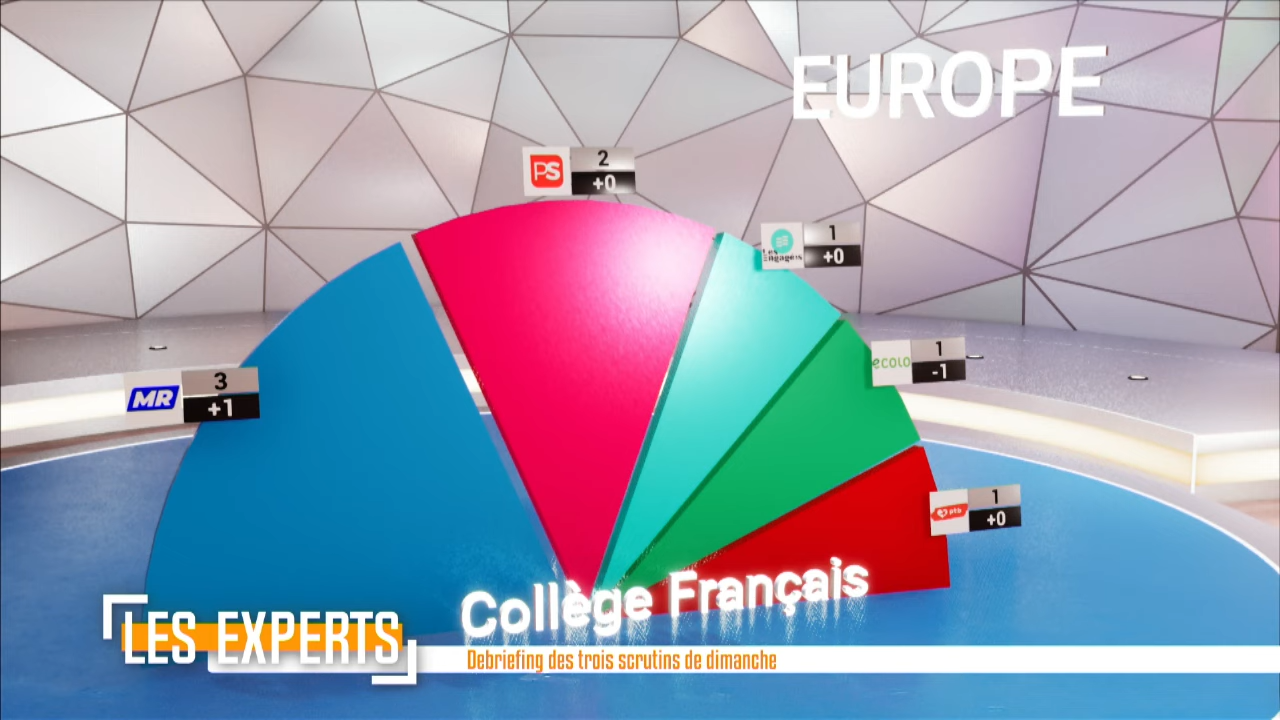 EUROPE
PS
2
+0
Les
Engagés
1
+0
ecolo
1
-1
MR
3
+1
ptb
1
+0
Collège Français
LES EXPERTS
Debriefing des trois scrutins de dimanche